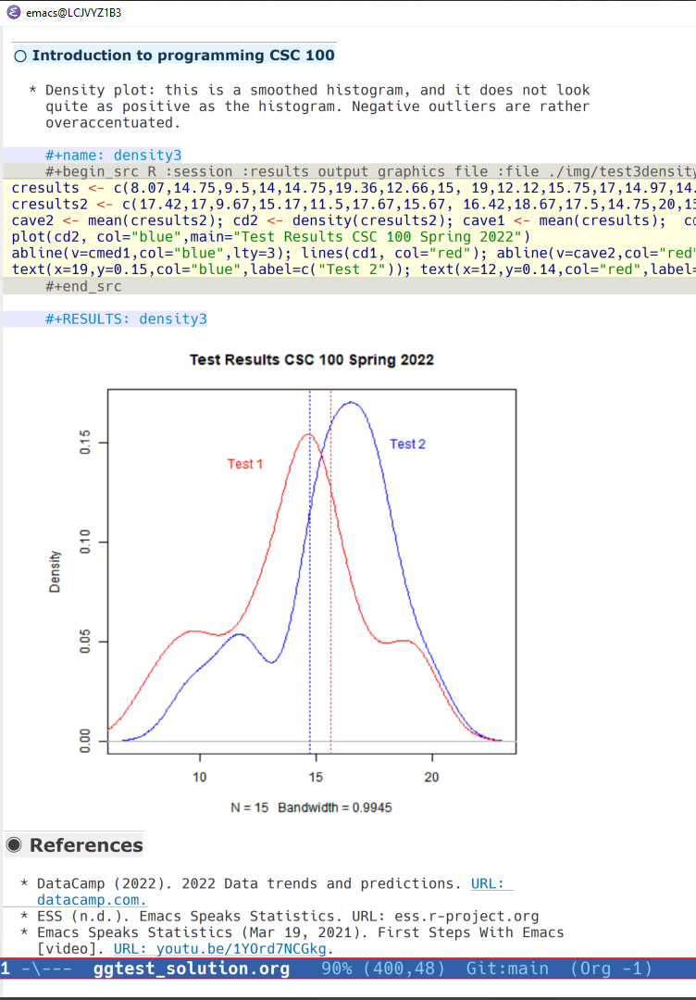 emacs@LCJVYZ1B3
Introduction to programming CSC 100
* Density plot: this is a smoothed histogram, and it does not look
quite as positive as the histogram. Negative outliers are rather
overaccentuated.
#+name: density3
#+begin_src R :session :results output graphics file :file ./img/test3density
cresults <- c(8.07,14.75,9.5,14,14.75,19.36,12.66,15, 19,12.12,15.75,17,14.97,14.
cresults2 <- c(17.42,17,9.67,15.17,11.5,17.67,15.67, 16.42,18.67,17.5,14.75,20,15
cave2 <- mean(cresults2); cd2 <- density(cresults2); cave1 <- mean(cresults);  cd
plot(cd2, col="blue",main="Test Results CSC 100 Spring 2022")
abline(v=cmed1,col="blue",lty=3); lines(cd1, col="red"); abline(v=cave2,col="red"
text(x=19,y=0.15,col="blue",label=c("Test 2")); text(x=12,y=0.14,col="red",label=
#+end_src
#+RESULTS: density3
Test Results CSC 100 Spring 2022
Test 2
Test 1
Density
0.15
0.10
0.05
0.00
10 15 20
N = 15 Bandwidth = 0.9945
References
* DataCamp (2022). 2022 Data trends and predictions. URL:
datacamp.com.
* ESS (n.d.). Emacs Speaks Statistics. URL: ess.r-project.org
* Emacs Speaks Statistics (Mar 19, 2021). First Steps With Emacs
[video]. URL: youtu.be/1YOrd7NCGkg.
1 -\--- ggtest_solution.org 90% (400,48) Git:main (Org -1)